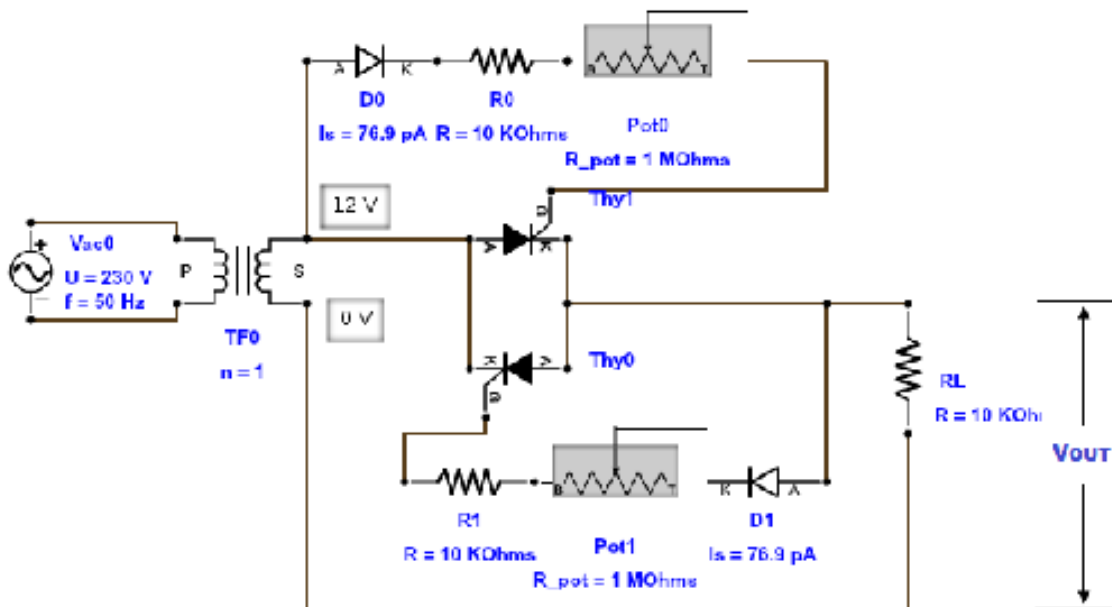 A K
D0 R0
Is = 76.9 pA R = 10 KOhms
B T
Pot0
R_pot = 1 MOhms
Thy1
G
A K
12 V
Vac0
U = 230 V
f = 50 Hz
P S
0 V
TF0
n = 1
K A
Thy0
G
RL
R = 10 KOh
VOUT
B T
K A
R1
R = 10 KOhms
Pot1
R_pot = 1 MOhms
D1
Is = 76.9 pA